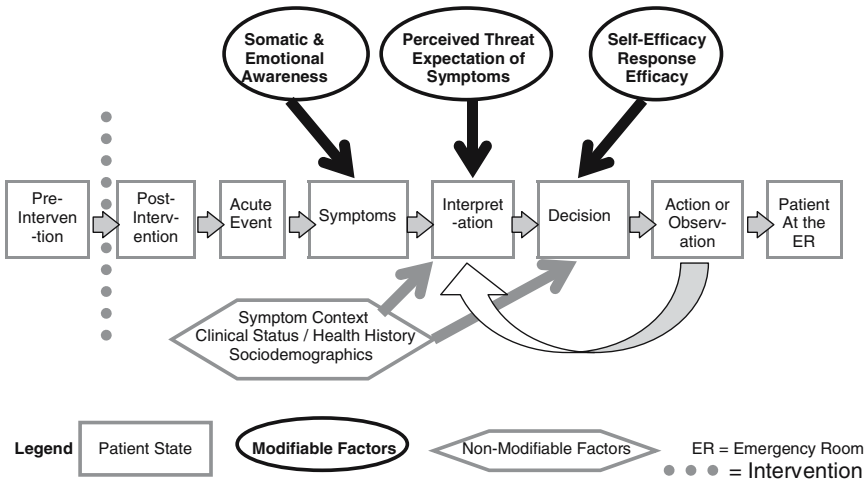 Somatic &
Emotional
Awareness
Perceived Threat
Expectation of
Symptoms
Self-Efficacy
Response
Efficacy
Pre-
Interven
-tion
Post-
Interv-
ention
Acute
Event
Symptoms
Interpret
-ation
Decision
Action or
Observ-
ation
Patient
At the
ER
Symptom Context
Clinical Status / Health History
Sociodemographics
Legend
Patient State
Modifiable Factors
Non-Modifiable Factors
ER = Emergency Room
= Intervention